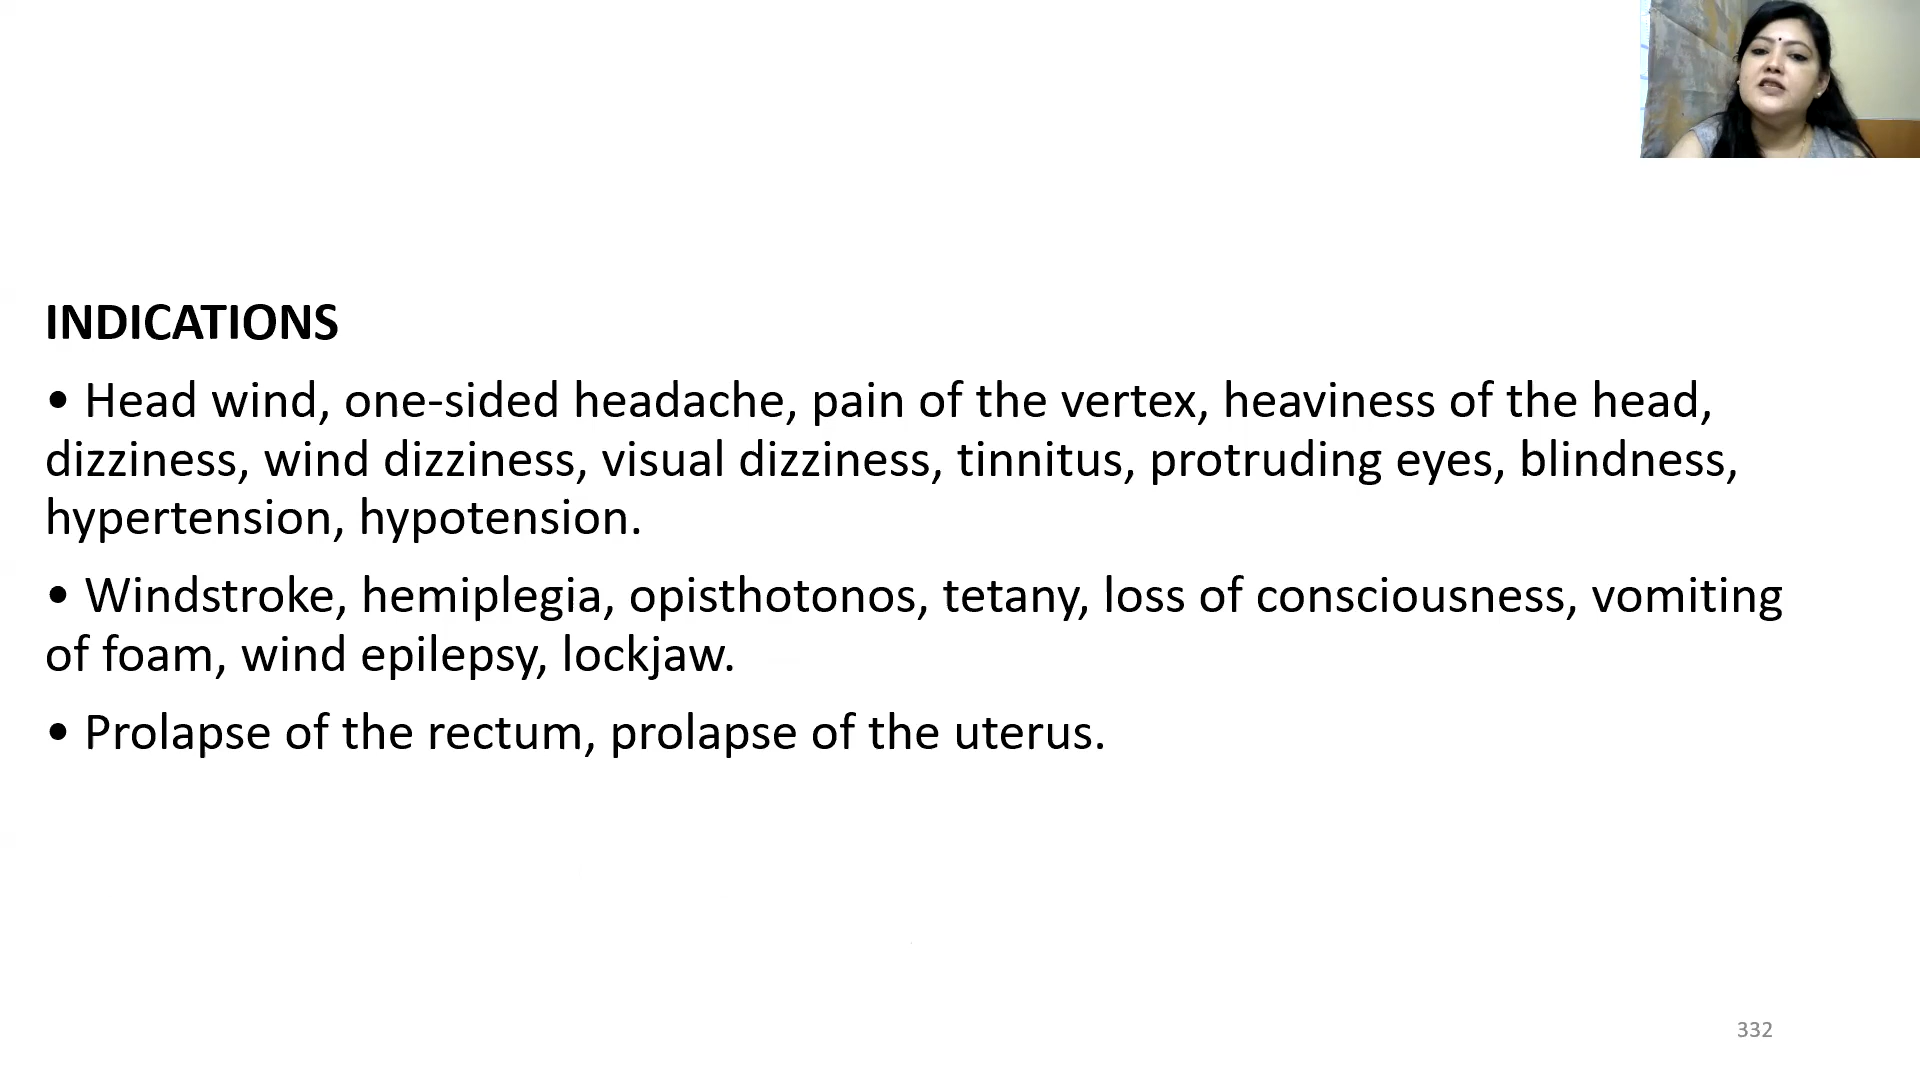 INDICATIONS
• Head wind, one-sided headache, pain of the vertex, heaviness of the head,
dizziness, wind dizziness, visual dizziness, tinnitus, protruding eyes, blindness,
hypertension, hypotension.
• Windstroke, hemiplegia, opisthotonos, tetany, loss of consciousness, vomiting
of foam, wind epilepsy, lockjaw.
• Prolapse of the rectum, prolapse of the uterus.
332